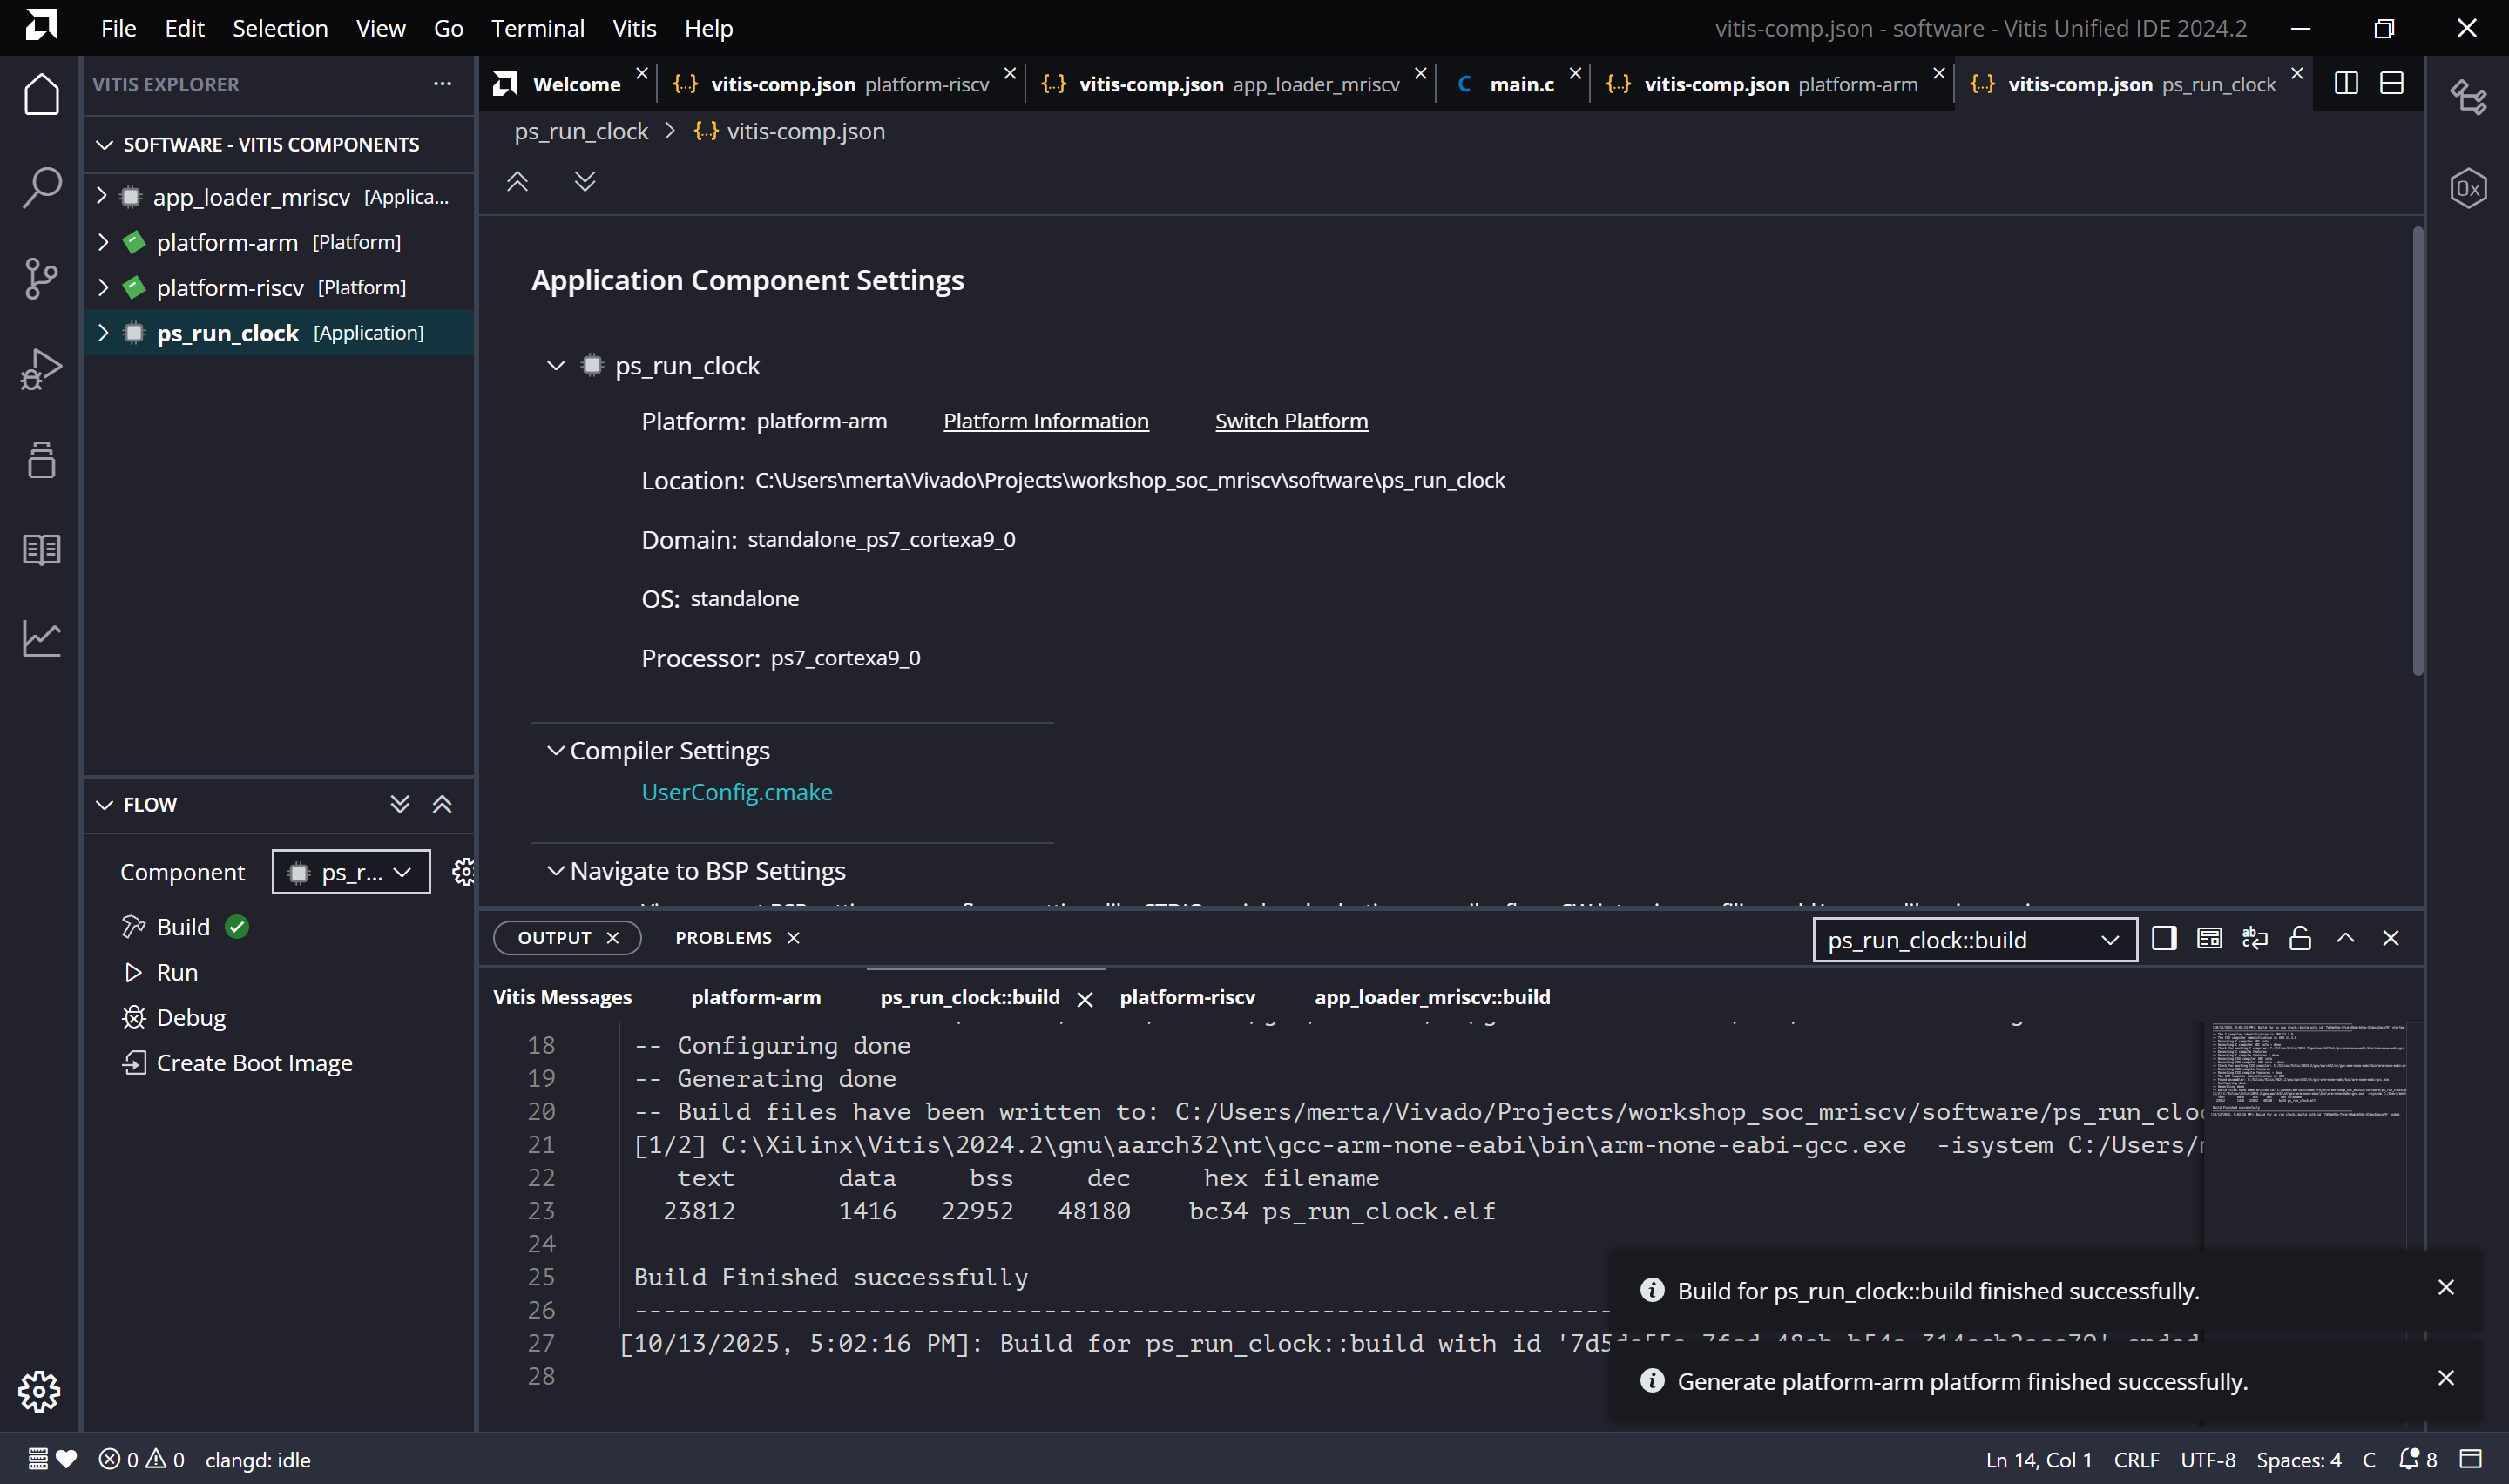 File Edit Selection View Go Terminal Vitis Help
vitis-comp.json - software - Vitis Unified IDE 2024.2
VITIS EXPLORER
Welcome
vitis-comp.json platform-riscv
vitis-comp.json app_loader_mriscv
C main.c
vitis-comp.json platform-arm
vitis-comp.json ps_run_clock
SOFTWARE - VITIS COMPONENTS
app_loader_mriscv [Applica...
platform-arm [Platform]
platform-riscv [Platform]
ps_run_clock [Application]
ps_run_clock > {..} vitis-comp.json
Application Component Settings
ps_run_clock
Platform: platform-arm Platform Information Switch Platform
Location: C:\Users\merta\Vivado\Projects\workshop_soc_mriscv\software\ps_run_clock
Domain: standalone_ps7_cortexa9_0
OS: standalone
Processor: ps7_cortexa9_0
Compiler Settings
UserConfig.cmake
Navigate to BSP Settings
FLOW
Component ps_r...
Build
Run
Debug
Create Boot Image
OUTPUT PROBLEMS ps_run_clock::build
Vitis Messages platform-arm ps_run_clock::build platform-riscv app_loader_mriscv::build
18 -- Configuring done
19 -- Generating done
20 -- Build files have been written to: C:/Users/merta/Vivado/Projects/workshop_soc_mriscv/software/ps_run_cloc
21 [1/2] C:\Xilinx\Vitis\2024.2\gnu\aarch32\nt\gcc-arm-none-eabi\bin\arm-none-eabi-gcc.exe -isystem C:/Users/
22 text data bss dec hex filename
23 23812 1416 22952 48180 bc34 ps_run_clock.elf
24
25 Build Finished successfully
26 ------------------------------------------------------------------
27 [10/13/2025, 5:02:16 PM]: Build for ps_run_clock::build with id
28
Build for ps_run_clock::build finished successfully.
Generate platform-arm platform finished successfully.
0 0 clangd: idle
Ln 14, Col 1 CRLF UTF-8 Spaces: 4 C 8
0x